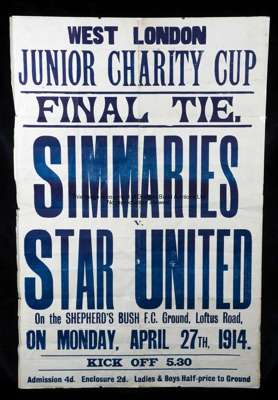 WEST LONDON
JUNIOR CHARITY CUP
FINAL TIE.
SIMMARIES
v.
STAR UNITED
On the SHEPHERD'S BUSH F.C. Ground, Loftus Road,
ON MONDAY, APRIL 27TH, 1914.
KICK OFF 5.30
Admission 4d. Enclosure 2d. Ladies & Boys Half-price to Ground